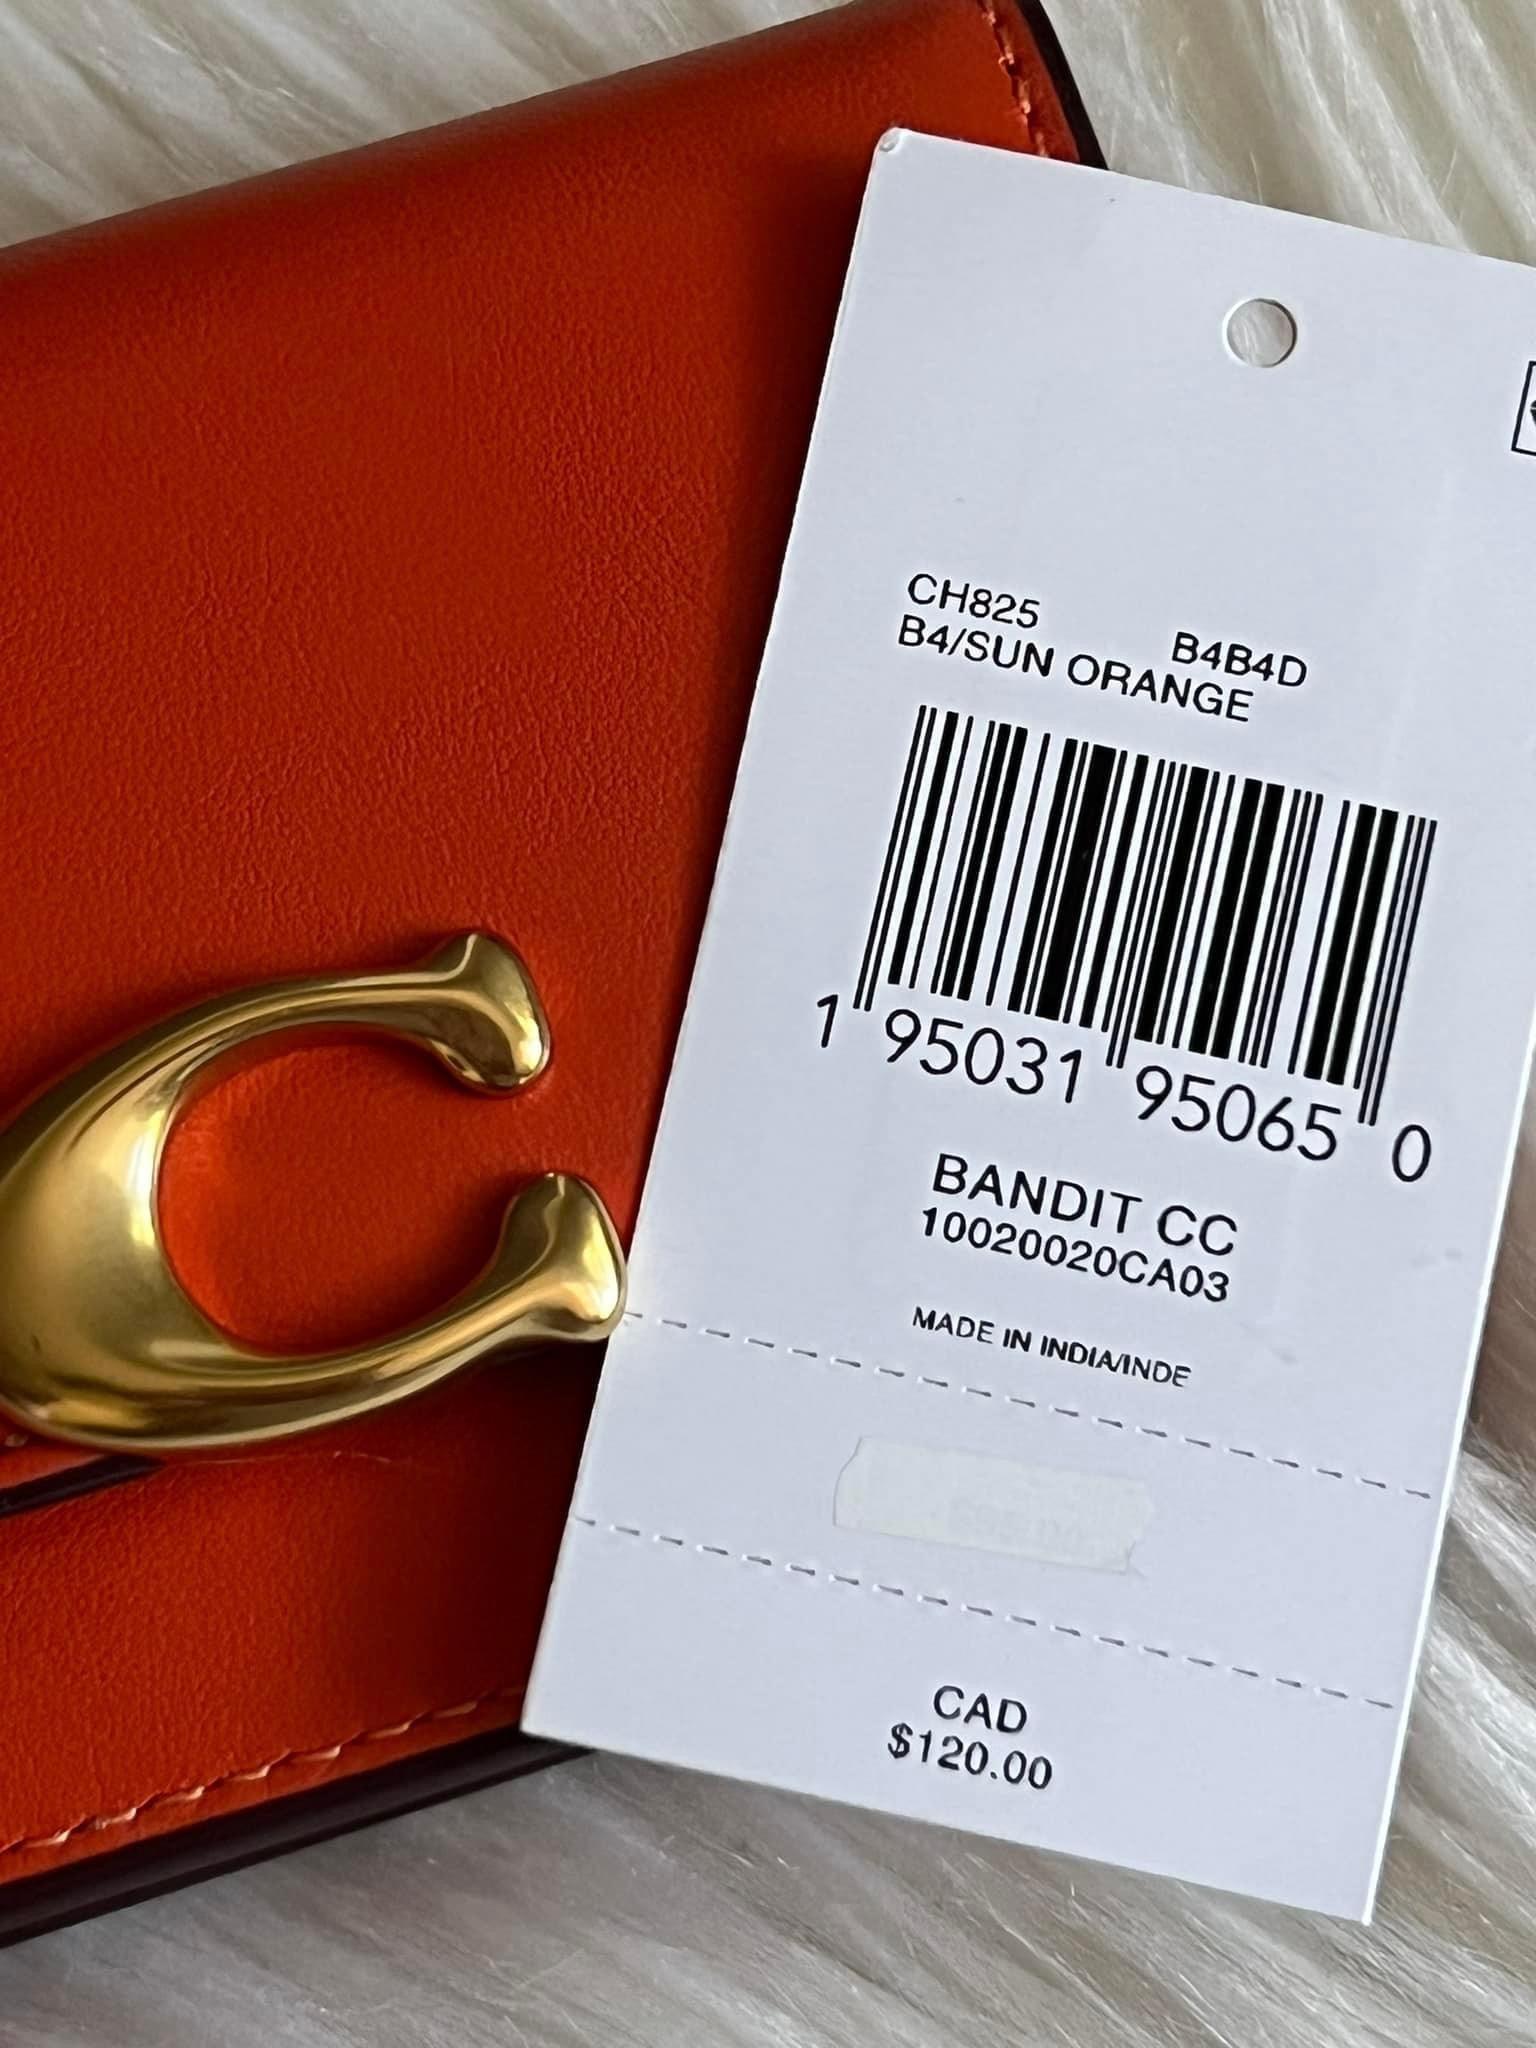 CH825
B4B4D
B4/SUN ORANGE
1 95031 95065 0
BANDIT CC
10020020CA03
MADE IN INDIA/INDE
CAD
$120.00